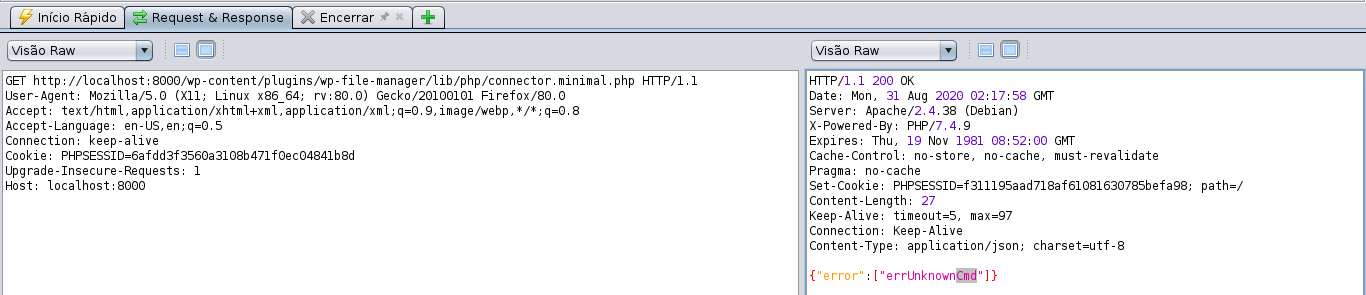 Início Rápido Request & Response Encerrar
Visão Raw
GET http://localhost:8000/wp-content/plugins/wp-file-manager/lib/php/connector.minimal.php HTTP/1.1
User-Agent: Mozilla/5.0 (X11; Linux x86_64; rv:80.0) Gecko/20100101 Firefox/80.0
Accept: text/html,application/xhtml+xml,application/xml;q=0.9,image/webp,*/*;q=0.8
Accept-Language: en-US,en;q=0.5
Connection: keep-alive
Cookie: PHPSESSID=6afdd3f3560a3108b471f0ec04841b8d
Upgrade-Insecure-Requests: 1
Host: localhost:8000
Visão Raw
HTTP/1.1 200 OK
Date: Mon, 31 Aug 2020 02:17:58 GMT
Server: Apache/2.4.38 (Debian)
X-Powered-By: PHP/7.4.9
Expires: Thu, 19 Nov 1981 08:52:00 GMT
Cache-Control: no-store, no-cache, must-revalidate
Pragma: no-cache
Set-Cookie: PHPSESSID=f311195aad718af61081630785befa98; path=/
Content-Length: 27
Keep-Alive: timeout=5, max=97
Connection: Keep-Alive
Content-Type: application/json; charset=utf-8
{"error":["errUnknownCmd"]}